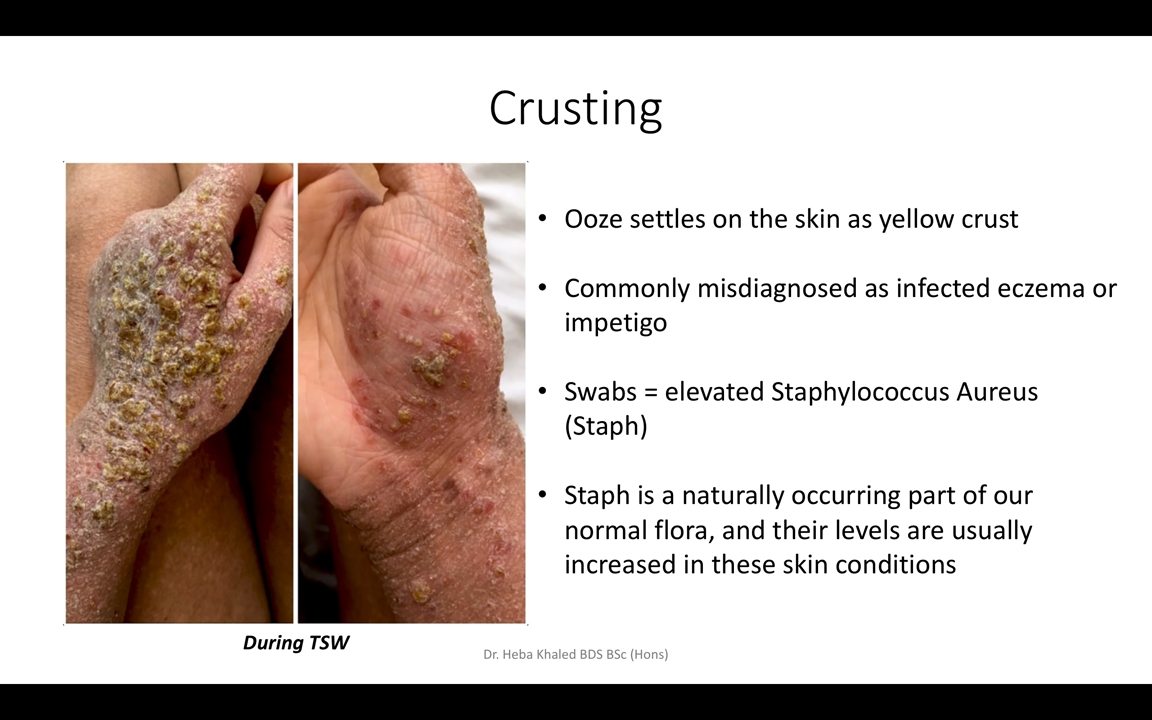 Crusting
• Ooze settles on the skin as yellow crust
• Commonly misdiagnosed as infected eczema or
impetigo
• Swabs = elevated Staphylococcus Aureus
(Staph)
• Staph is a naturally occurring part of our
normal flora, and their levels are usually
increased in these skin conditions
During TSW
Dr. Heba Khaled BDS BSc (Hons)